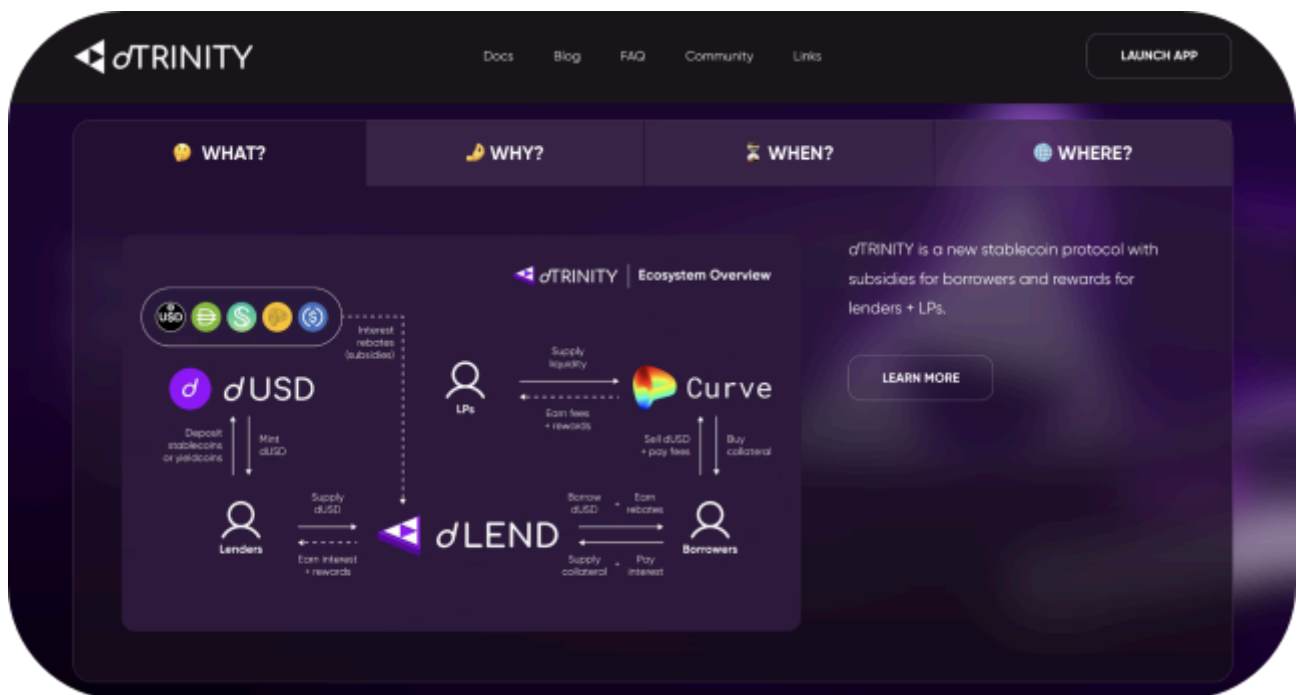 dTRINITY
Docs Blog FAQ Community Links
LAUNCH APP
🤔 WHAT?
🤌 WHY?
⏳ WHEN?
🌐 WHERE?
dTRINITY | Ecosystem Overview
USD
Interest
rebates
(subsidies)
d dUSD
Deposit
stablecoins
or yieldcoins
Mint
dUSD
LPs
Supply
liquidity
Earn fees
+ rewards
Curve
Sell dUSD
+ pay fees
Buy
collateral
Lenders
Supply
dUSD
Earn interest
+ rewards
dLEND
Borrow
dUSD
+
Earn
rebates
Supply
collateral
+
Pay
interest
Borrowers
dTRINITY is a new stablecoin protocol with
subsidies for borrowers and rewards for
lenders + LPs.
LEARN MORE